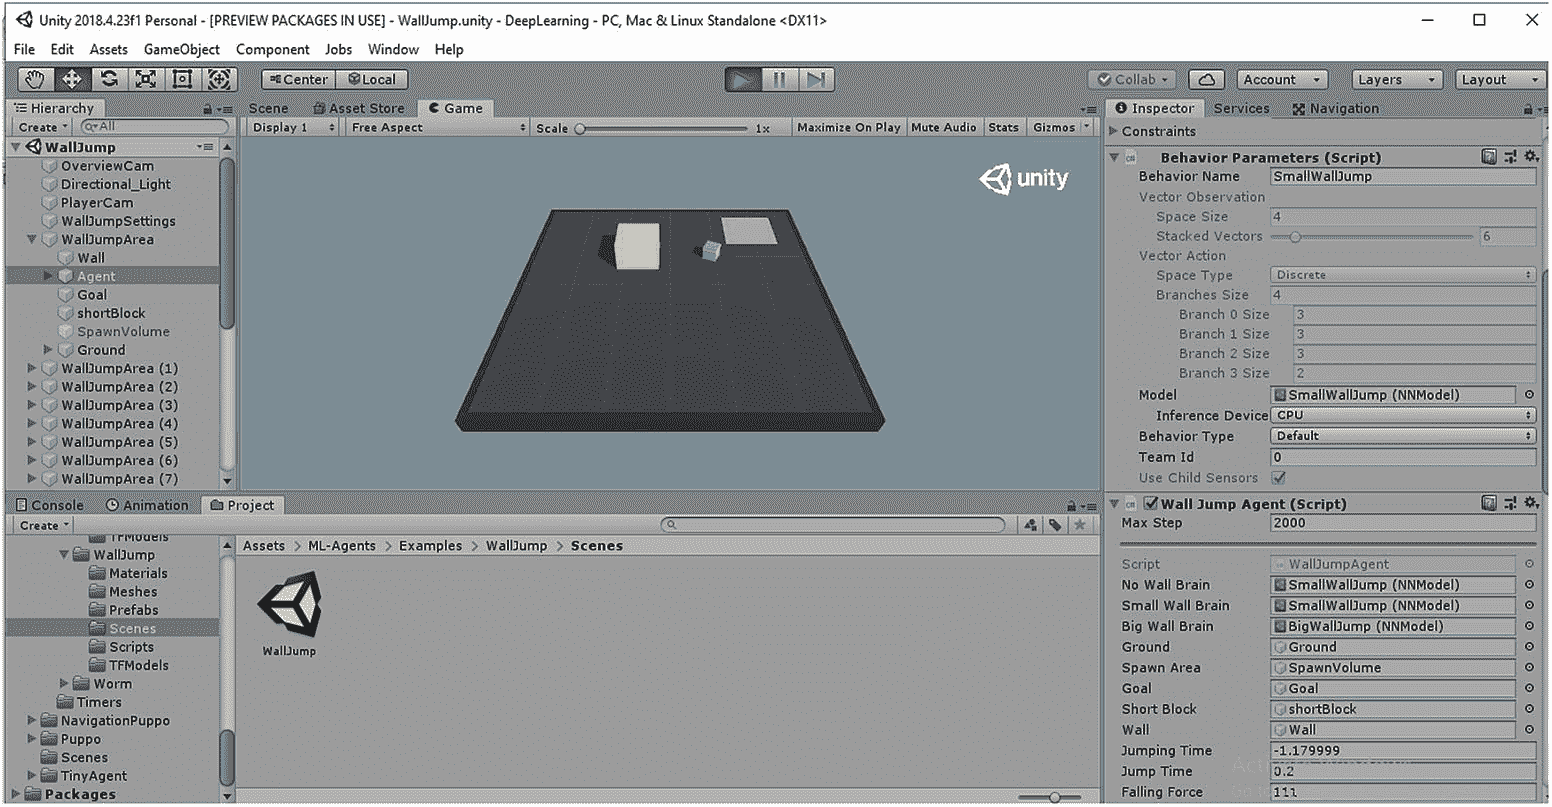 Unity 2018.4.23f1 Personal - [PREVIEW PACKAGES IN USE] - WallJump.unity - DeepLearning - PC, Mac & Linux Standalone <DX11>
File Edit Assets GameObject Component Jobs Window Help
Center Local Collab Account Layers Layout
Hierarchy
Create All
WallJump
OverviewCam
Directional_Light
PlayerCam
WallJumpSettings
WallJumpArea
Wall
Agent
Goal
shortBlock
SpawnVolume
Ground
WallJumpArea (1)
WallJumpArea (2)
WallJumpArea (3)
WallJumpArea (4)
WallJumpArea (5)
WallJumpArea (6)
WallJumpArea (7)
Scene Asset Store Game
Display 1 Free Aspect Scale 1x Maximize On Play Mute Audio Stats Gizmos
unity
Console Animation Project
Create
TFModels
WallJump
Materials
Meshes
Prefabs
Scenes
Scripts
TFModels
Worm
Timers
NavigationPuppo
Puppo
Scenes
TinyAgent
Packages
Assets > ML-Agents > Examples > WallJump > Scenes
WallJump
Inspector Services Navigation
Constraints
Behavior Parameters (Script)
Behavior Name SmallWallJump
Vector Observation
Space Size 4
Stacked Vectors 6
Vector Action
Space Type Discrete
Branches Size 4
Branch 0 Size 3
Branch 1 Size 3
Branch 2 Size 3
Branch 3 Size 2
Model SmallWallJump (NNModel)
Inference Device CPU
Behavior Type Default
Team Id 0
Use Child Sensors
Wall Jump Agent (Script)
Max Step 2000
Script WallJumpAgent
No Wall Brain SmallWallJump (NNModel)
Small Wall Brain SmallWallJump (NNModel)
Big Wall Brain BigWallJump (NNModel)
Ground Ground
Spawn Area SpawnVolume
Goal Goal
Short Block shortBlock
Wall Wall
Jumping Time -1.179999
Jump Time 0.2
Falling Force 111